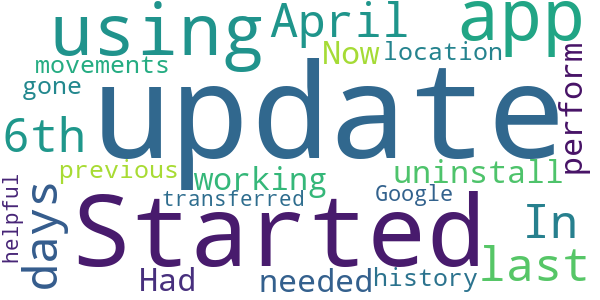 using April app
Now location
movements
gone update perform
6th
previous working uninstall
helpful days transferred Google
Started In
last
Had needed history